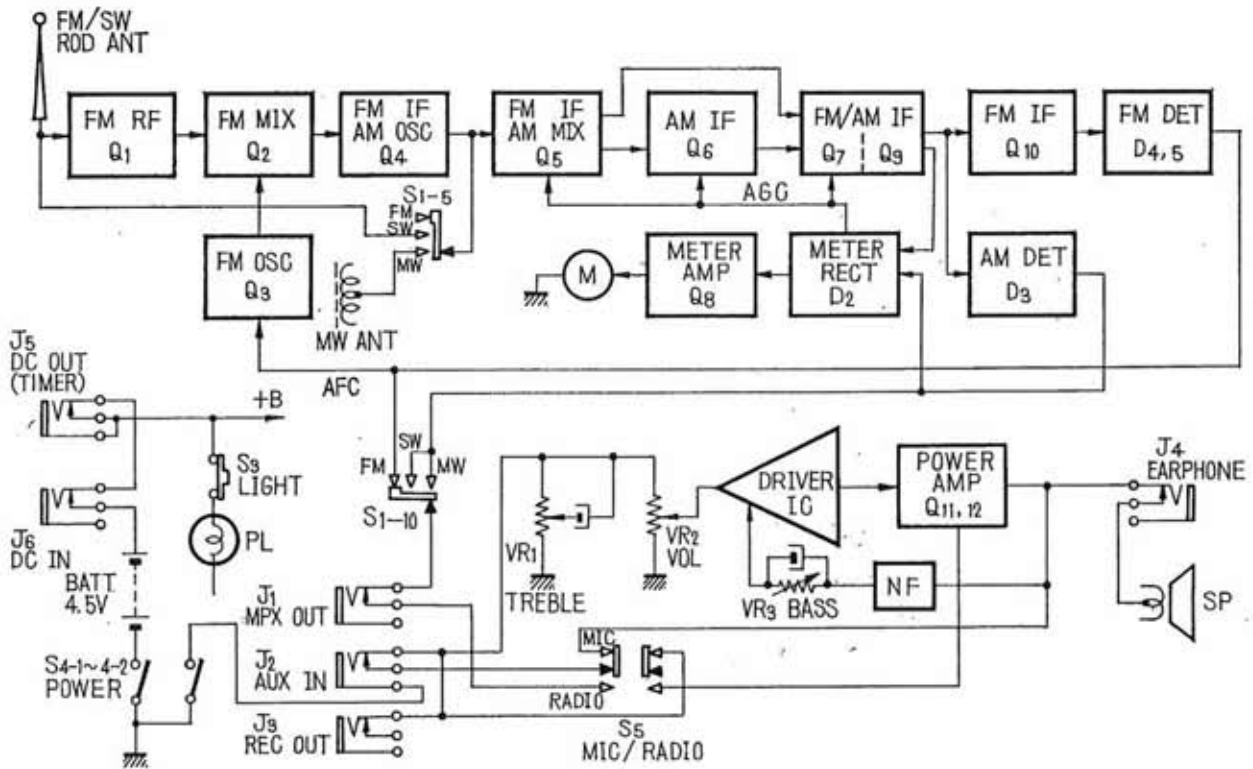 FM/SW
ROD ANT
FM RF
Q1
FM MIX
Q2
FM IF
AM OSC
Q4
FM IF
AM MIX
Q5
AM IF
Q6
FM/AM IF
Q7
Q9
FM IF
Q10
FM DET
D4,5
S1-5
FM
SW
MW
AGC
FM OSC
Q3
MW ANT
M
METER
AMP
Q8
METER
RECT
D2
AM DET
D3
J5
DC OUT
(TIMER)
+B
AFC
S3
LIGHT
PL
J6
DC IN
BATT
4.5V
S4-1~4-2
POWER
FM
SW
MW
S1-10
VR1
TREBLE
VR2
VOL
DRIVER
IC
POWER
AMP
Q11,12
J4
EARPHONE
VR3 BASS
NF
SP
J1
MPX OUT
J2
AUX IN
J3
REC OUT
MIC
RADIO
S5
MIC/RADIO